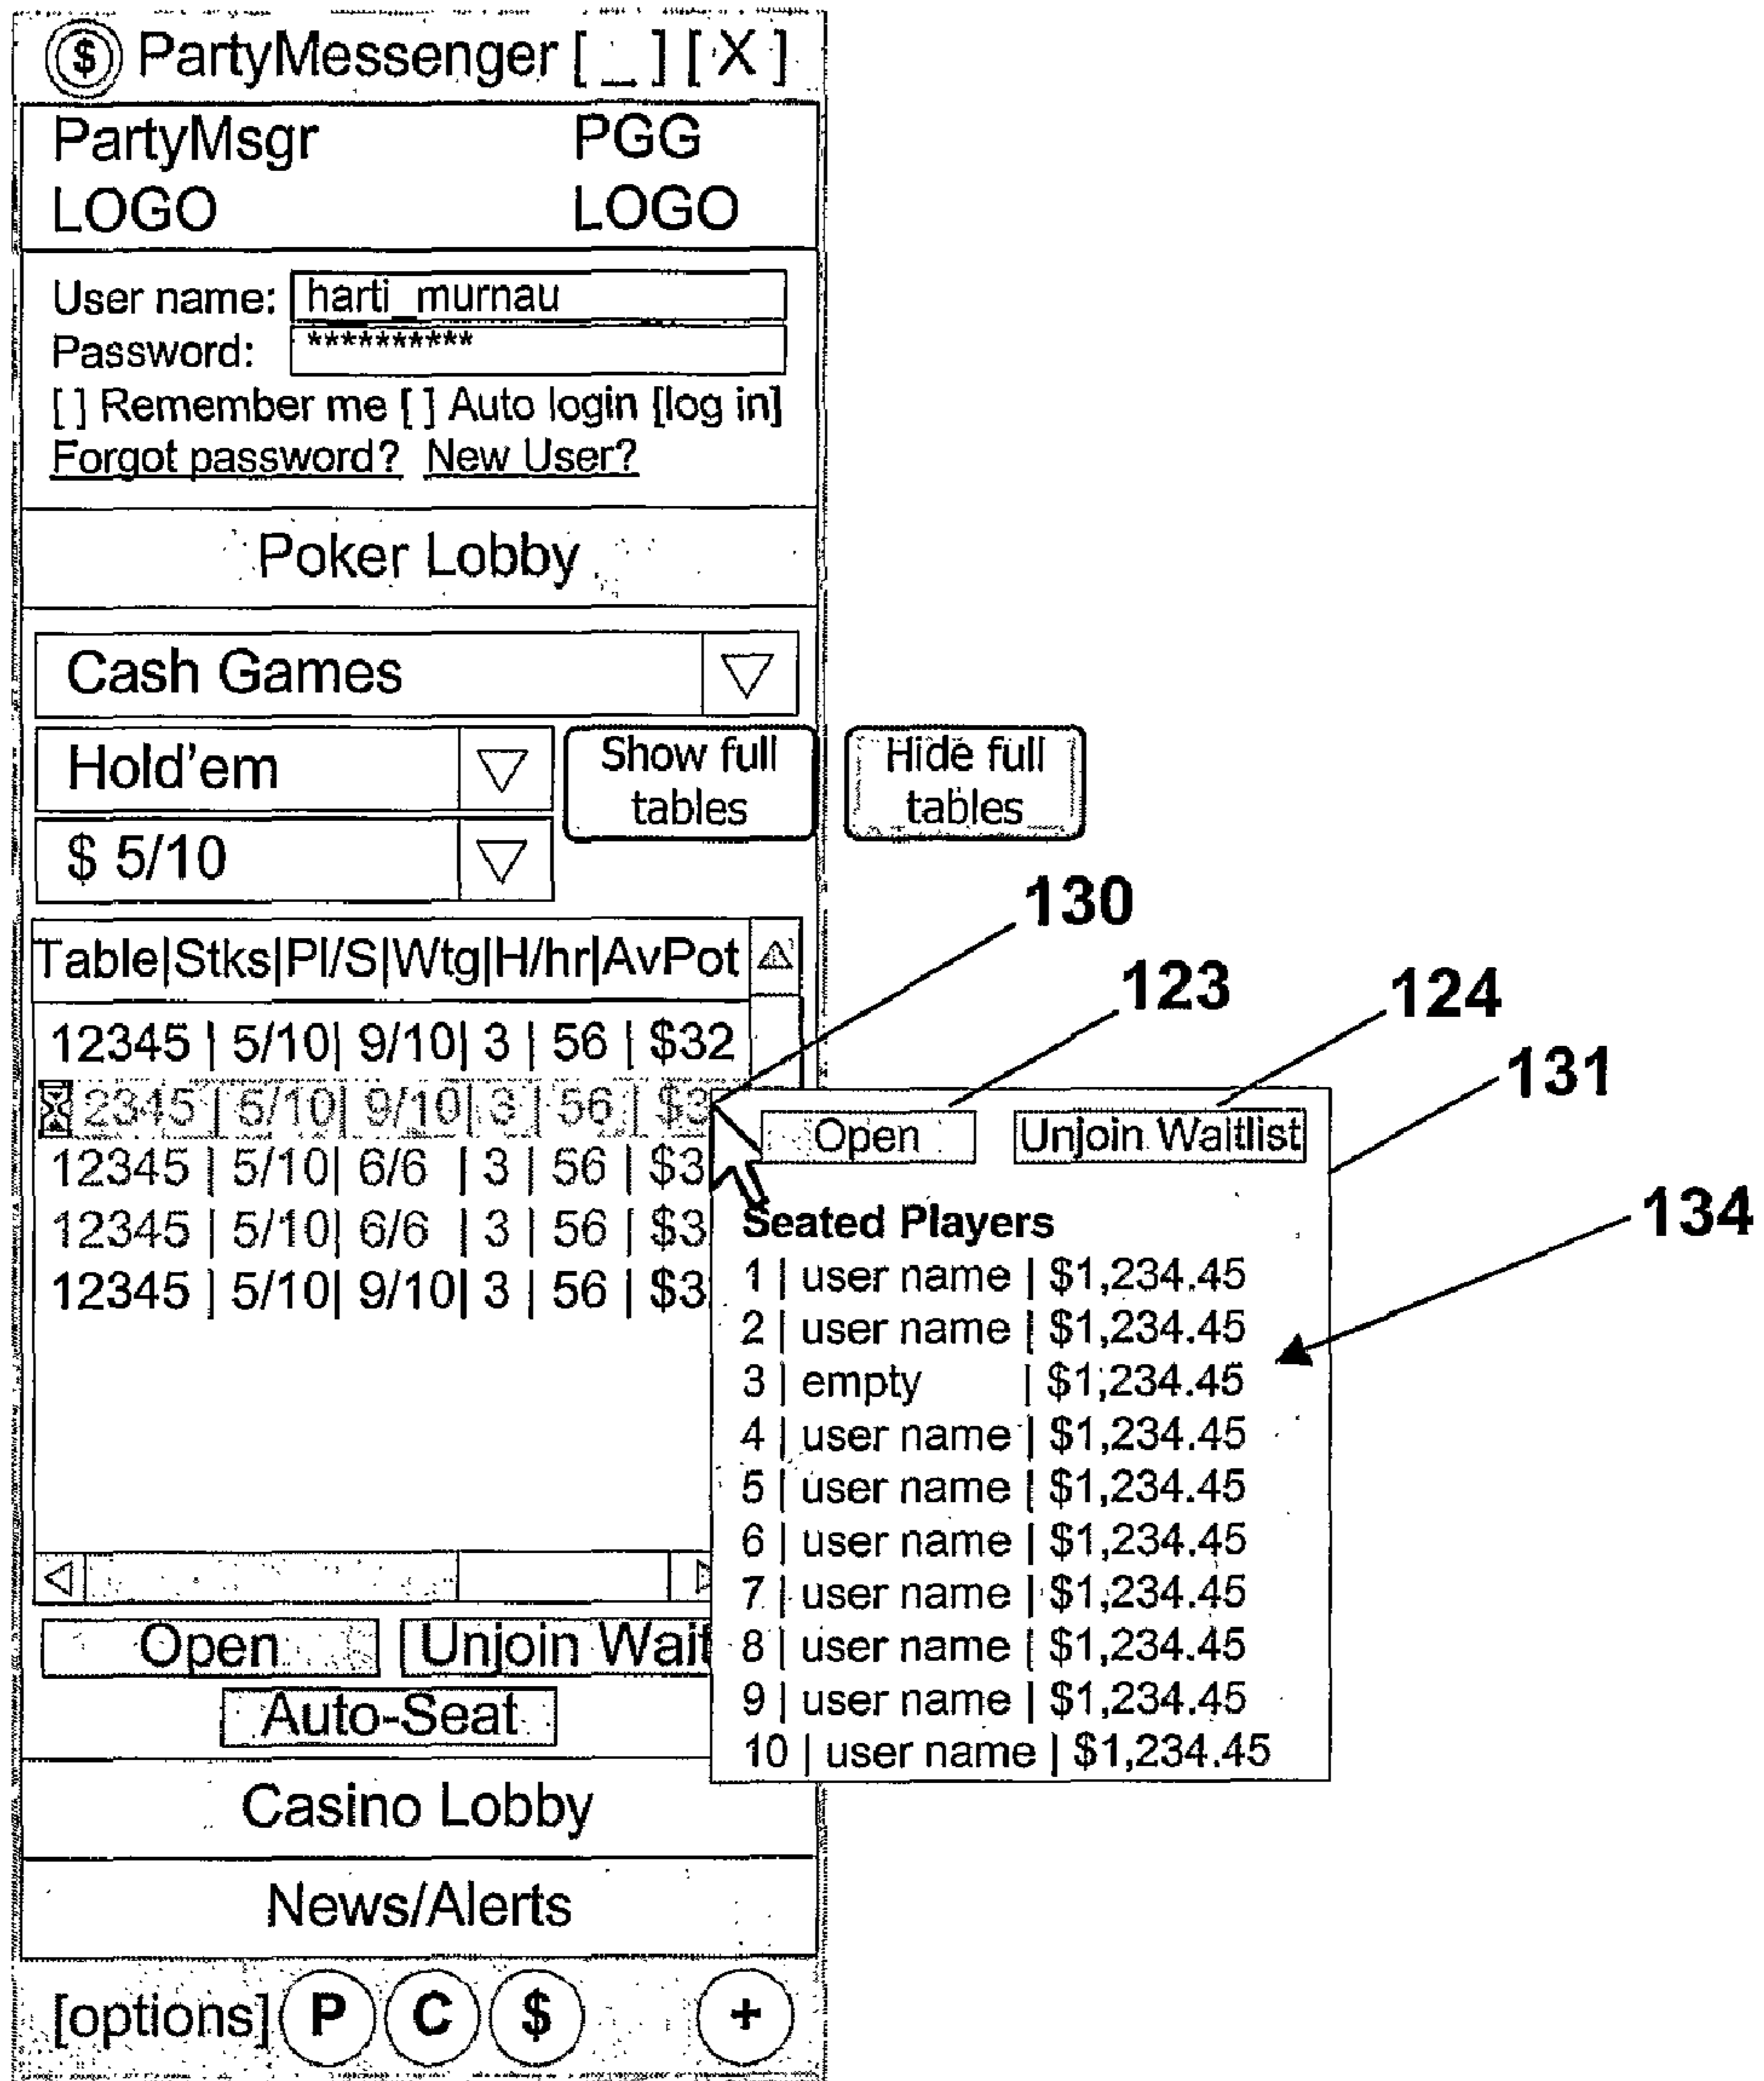 $ PartyMessenger [ _ ] [ X ]
PartyMsgr PGG
LOGO LOGO
User name: harti_murnau
Password: **********
[ ] Remember me [ ] Auto login [log in]
Forgot password? New User?
Poker Lobby
Cash Games
Hold'em
Show full tables
Hide full tables
$ 5/10
130
123
124
131
134
Table|Stks|Pl/S|Wtg|H/hr|AvPot
12345 | 5/10| 9/10| 3 | 56 | $32
2345 | 5/10| 9/10| 3 | 56 | $3
12345 | 5/10| 6/6 | 3 | 56 | $3
12345 | 5/10| 6/6 | 3 | 56 | $3
12345 | 5/10| 9/10| 3 | 56 | $3
Open Unjoin Waitlist
Seated Players
1 | user name | $1,234.45
2 | user name | $1,234.45
3 | empty | $1,234.45
4 | user name | $1,234.45
5 | user name | $1,234.45
6 | user name | $1,234.45
7 | user name | $1,234.45
8 | user name | $1,234.45
9 | user name | $1,234.45
10 | user name | $1,234.45
Open Unjoin Wait
Auto-Seat
Casino Lobby
News/Alerts
[options] P C $ +